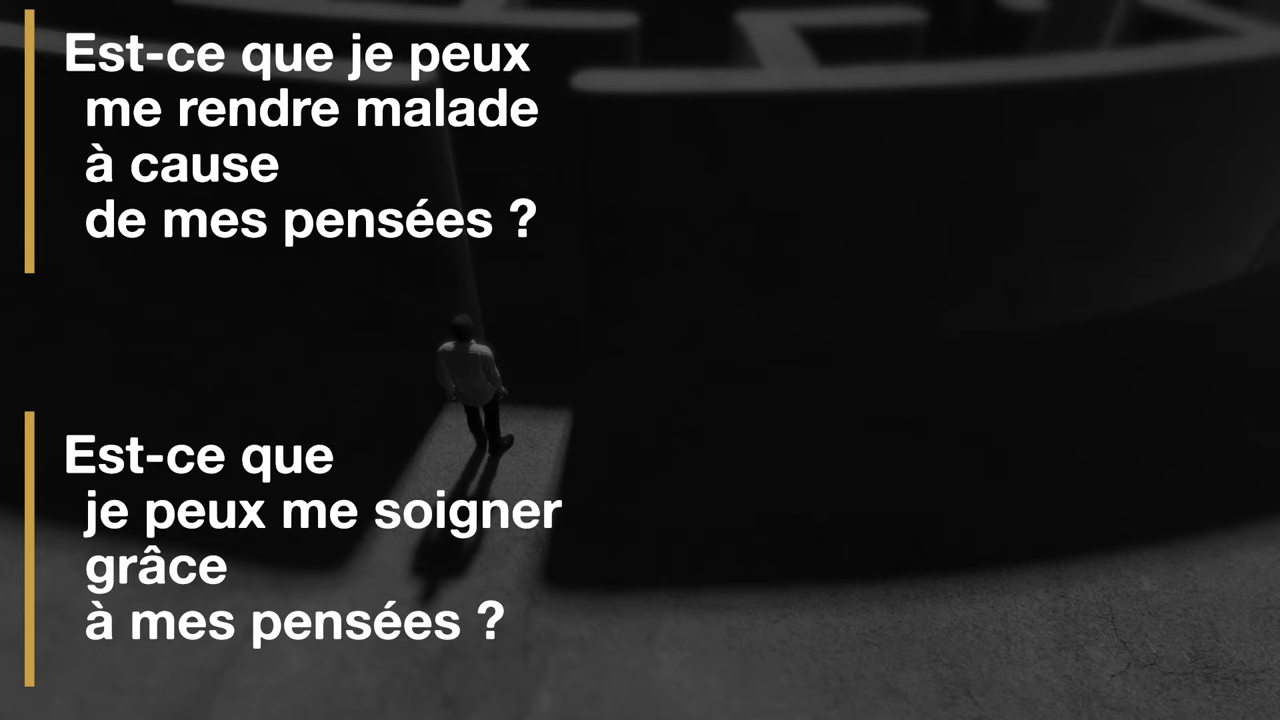 Est-ce que je peux
me rendre malade
à cause
de mes pensées ?
Est-ce que
je peux me soigner
grâce
à mes pensées ?